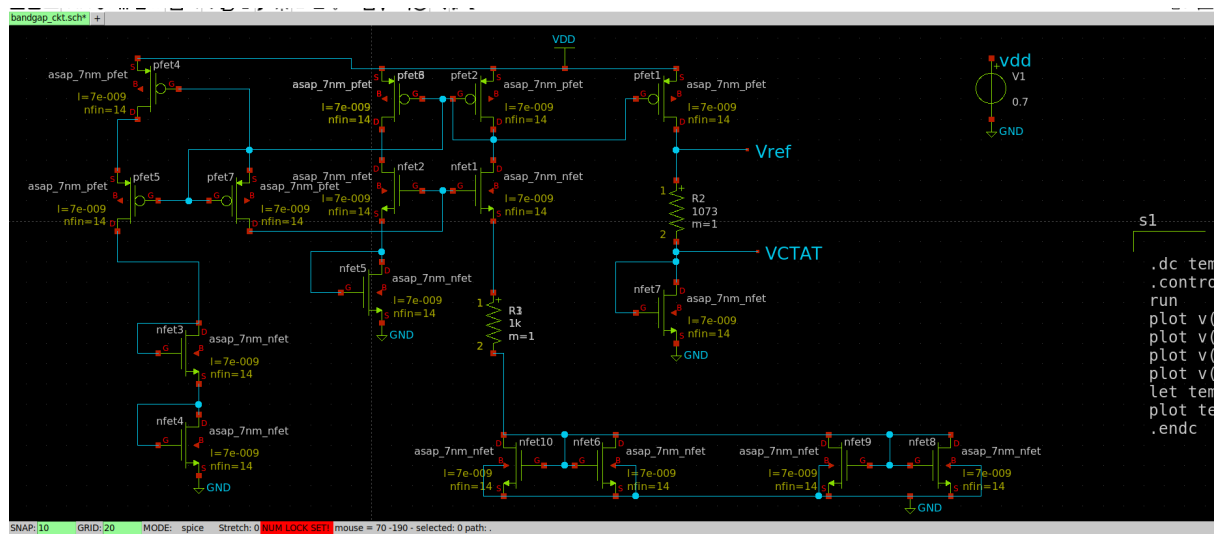 bandgap_ckt.sch* +
VDD
vdd
V1
0.7
GND
pfet4
asap_7nm_pfet
l=7e-009
nfin=14
S
B
G
D
asap_7nm_pfet
l=7e-009
nfin=14
S
B
G
D
pfet2
asap_7nm_pfet
l=7e-009
nfin=14
S
B
G
D
pfet1
asap_7nm_pfet
l=7e-009
nfin=14
S
B
G
D
Vref
pfet5
asap_7nm_pfet
l=7e-009
nfin=14
S
B
G
D
pfet7
asap_7nm_pfet
l=7e-009
nfin=14
S
B
G
D
nfet2
asap_7nm_nfet
l=7e-009
nfin=14
D
B
G
S
nfet1
asap_7nm_nfet
l=7e-009
nfin=14
D
B
G
S
1
+
R2
1073
m=1
2
VCTAT
s1
.dc tem
.contro
run
plot v(
plot v(
plot v(
plot v(
let tem
plot te
.endc
nfet5
asap_7nm_nfet
l=7e-009
nfin=14
D
B
G
S
GND
1
+
1k
m=1
2
nfet7
asap_7nm_nfet
l=7e-009
nfin=14
D
B
G
S
GND
nfet3
asap_7nm_nfet
l=7e-009
nfin=14
D
B
G
S
nfet4
asap_7nm_nfet
l=7e-009
nfin=14
D
B
G
S
GND
nfet10
asap_7nm_nfet
l=7e-009
nfin=14
D
B
G
S
nfet6
asap_7nm_nfet
l=7e-009
nfin=14
D
B
G
S
nfet9
asap_7nm_nfet
l=7e-009
nfin=14
D
B
G
S
nfet8
asap_7nm_nfet
l=7e-009
nfin=14
D
B
G
S
GND
SNAP: 10 GRID: 20 MODE: spice Stretch: 0 NUM LOCK SET! mouse = 70 -190 - selected: 0 path: .